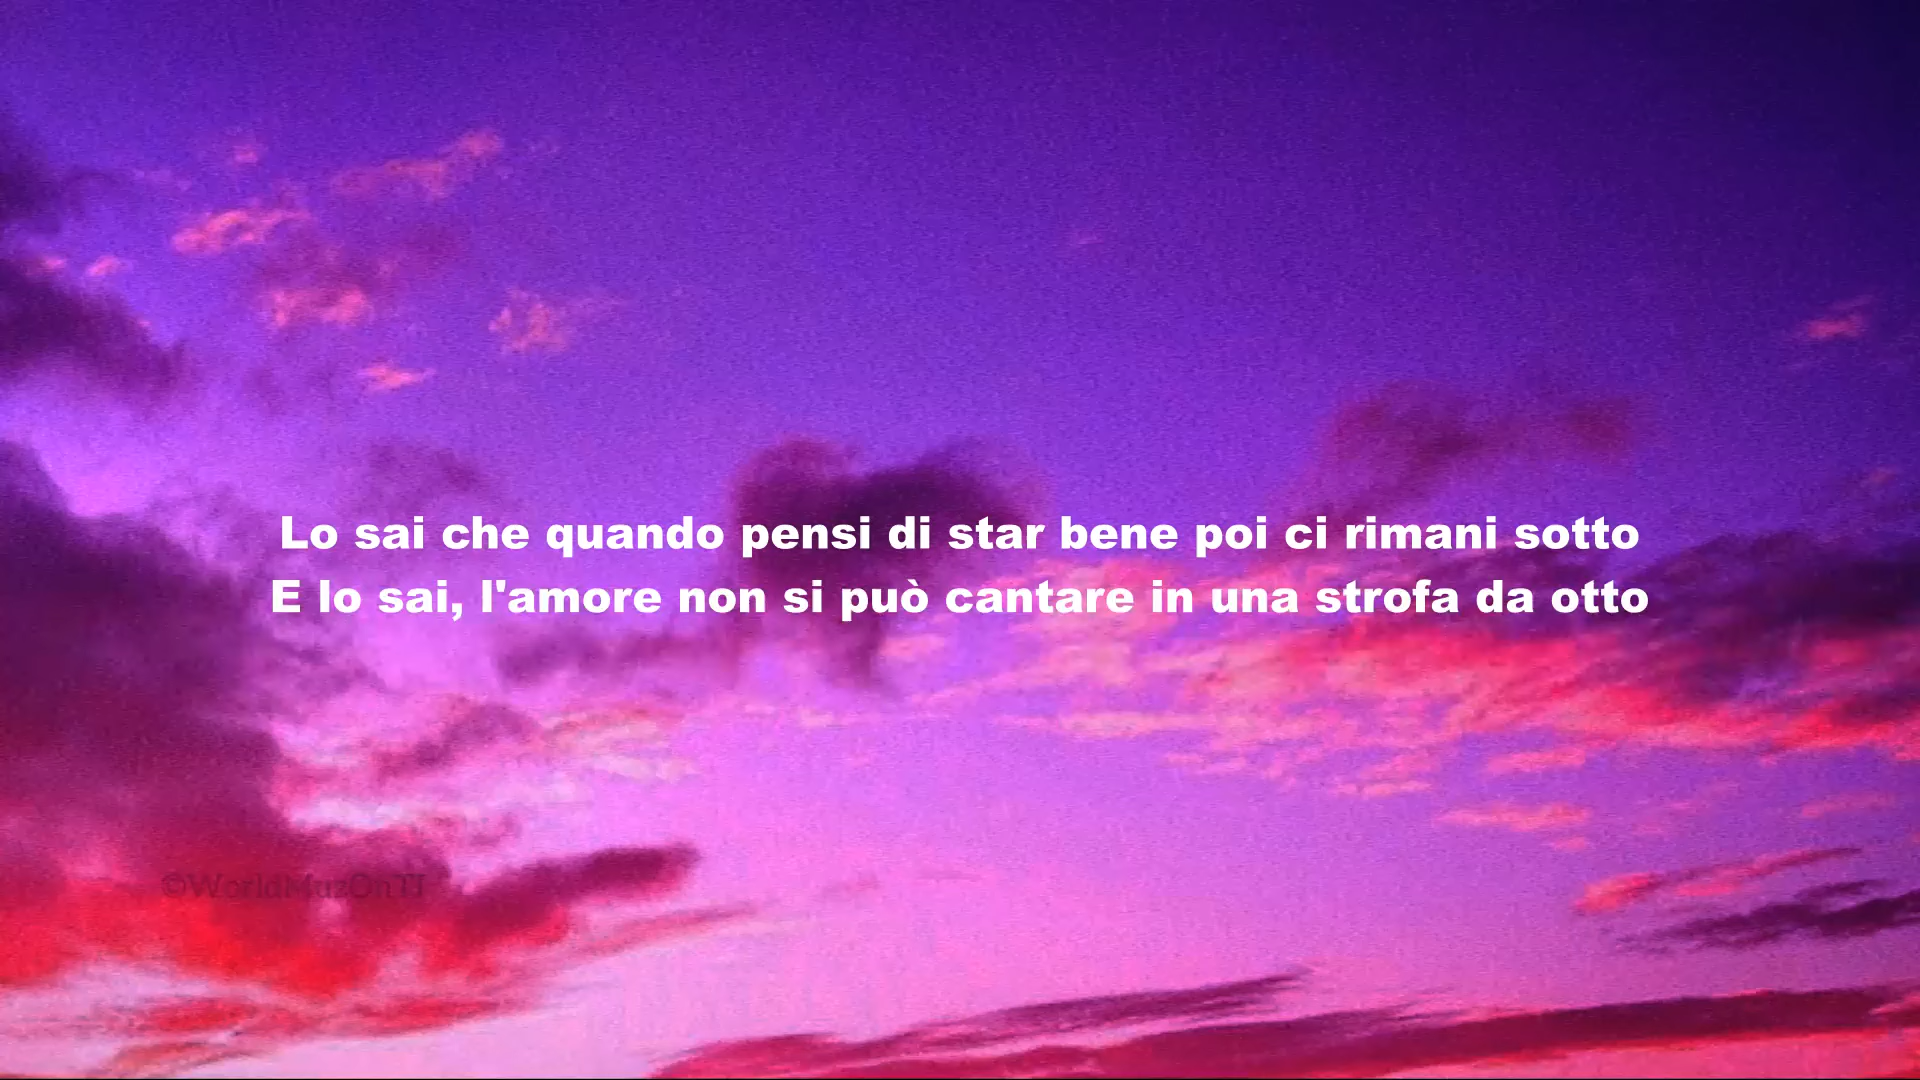 Lo sai che quando pensi di star bene poi ci rimani sotto
E lo sai, l'amore non si può cantare in una strofa da otto
©WorldMuzOnTI